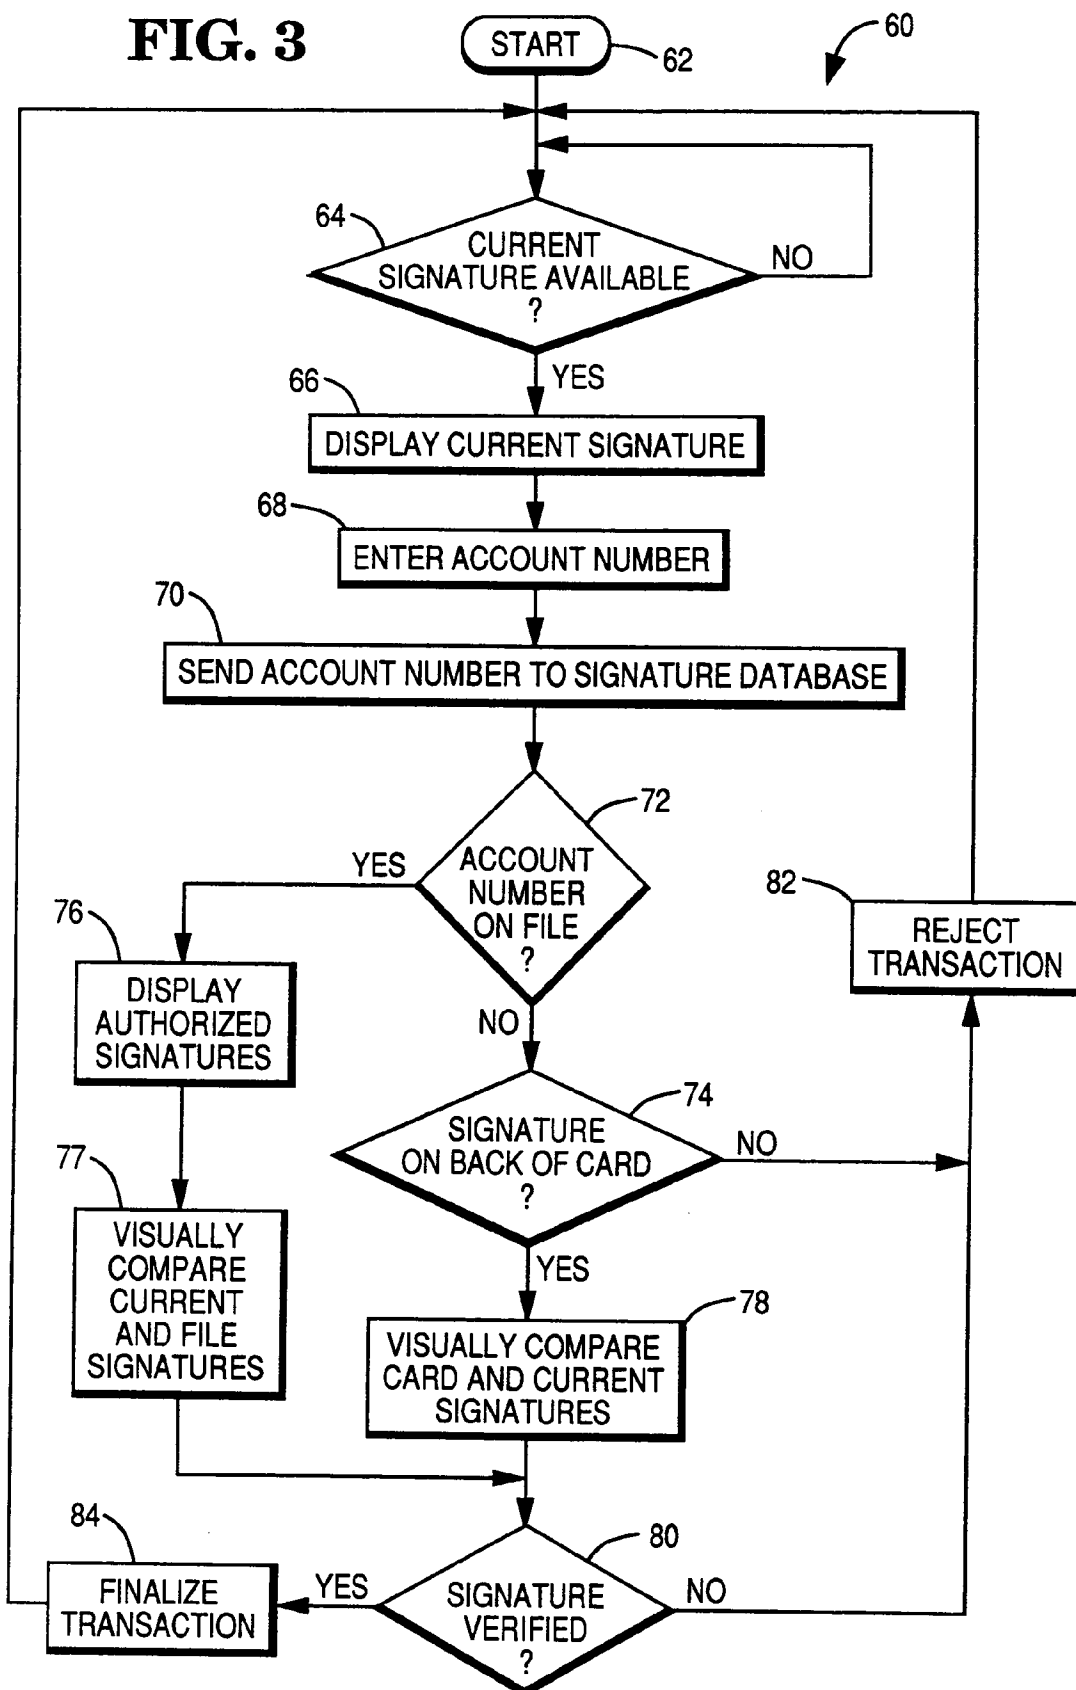 FIG. 3
START
62
60
64
CURRENT
SIGNATURE AVAILABLE
?
NO
YES
66
DISPLAY CURRENT SIGNATURE
68
ENTER ACCOUNT NUMBER
70
SEND ACCOUNT NUMBER TO SIGNATURE DATABASE
72
ACCOUNT
NUMBER
ON FILE
?
YES
NO
76
DISPLAY
AUTHORIZED
SIGNATURES
82
REJECT
TRANSACTION
74
SIGNATURE
ON BACK OF CARD
?
NO
YES
77
VISUALLY
COMPARE
CURRENT
AND FILE
SIGNATURES
78
VISUALLY COMPARE
CARD AND CURRENT
SIGNATURES
80
SIGNATURE
VERIFIED
?
YES
NO
84
FINALIZE
TRANSACTION